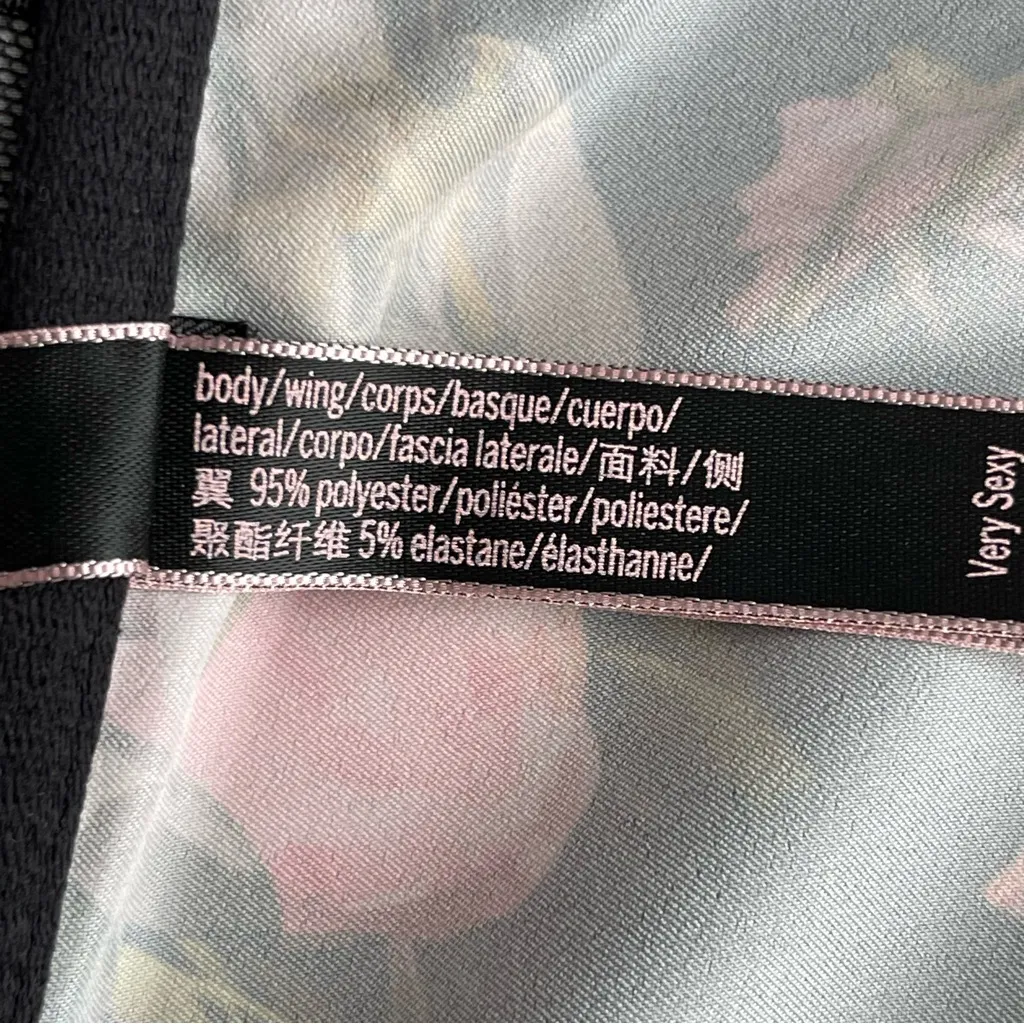 body/wing/corps/basque/cuerpo/
lateral/corpo/fascia laterale/面料/侧
翼 95% polyester/poliéster/poliestere/
聚酯纤维 5% elastane/élasthanne/
Very Sexy